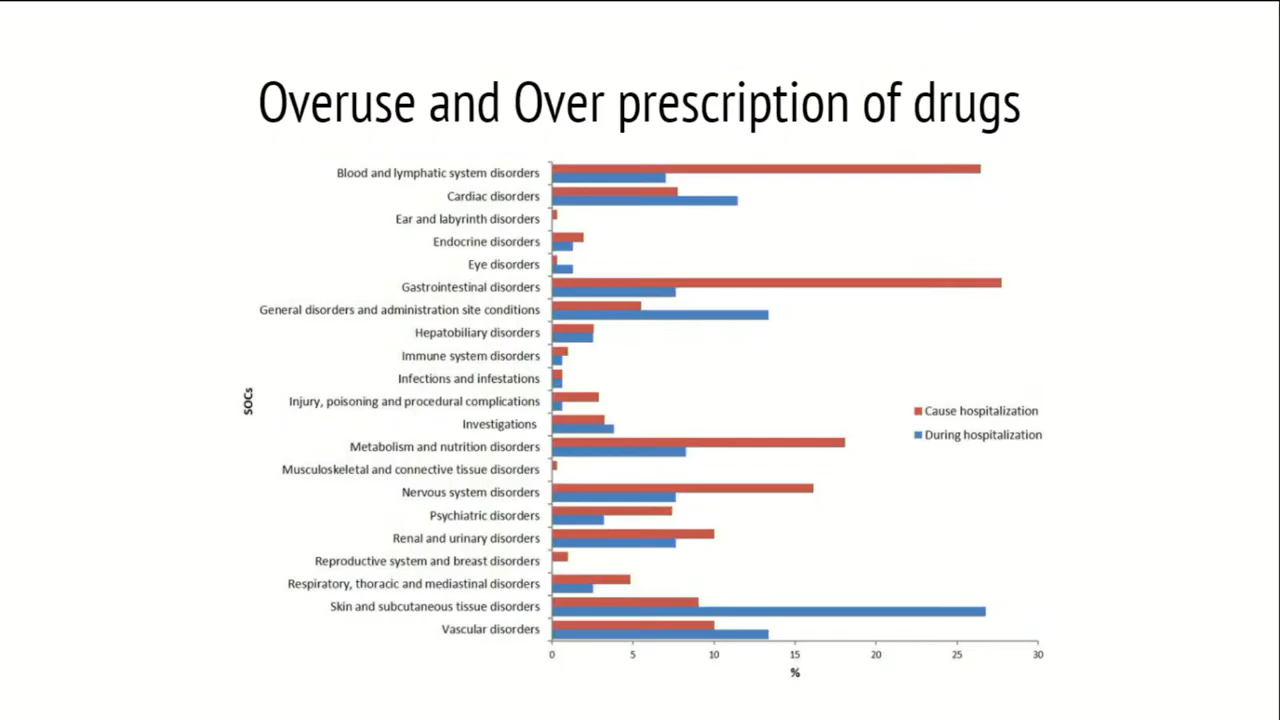 Overuse and Over prescription of drugs
Blood and lymphatic system disorders
Cardiac disorders
Ear and labyrinth disorders
Endocrine disorders
Eye disorders
Gastrointestinal disorders
General disorders and administration site conditions
Hepatobiliary disorders
Immune system disorders
Infections and infestations
Injury, poisoning and procedural complications
Investigations
Metabolism and nutrition disorders
Musculoskeletal and connective tissue disorders
Nervous system disorders
Psychiatric disorders
Renal and urinary disorders
Reproductive system and breast disorders
Respiratory, thoracic and mediastinal disorders
Skin and subcutaneous tissue disorders
Vascular disorders
SOCs
Cause hospitalization
During hospitalization
0 5 10 15 20 25 30
%